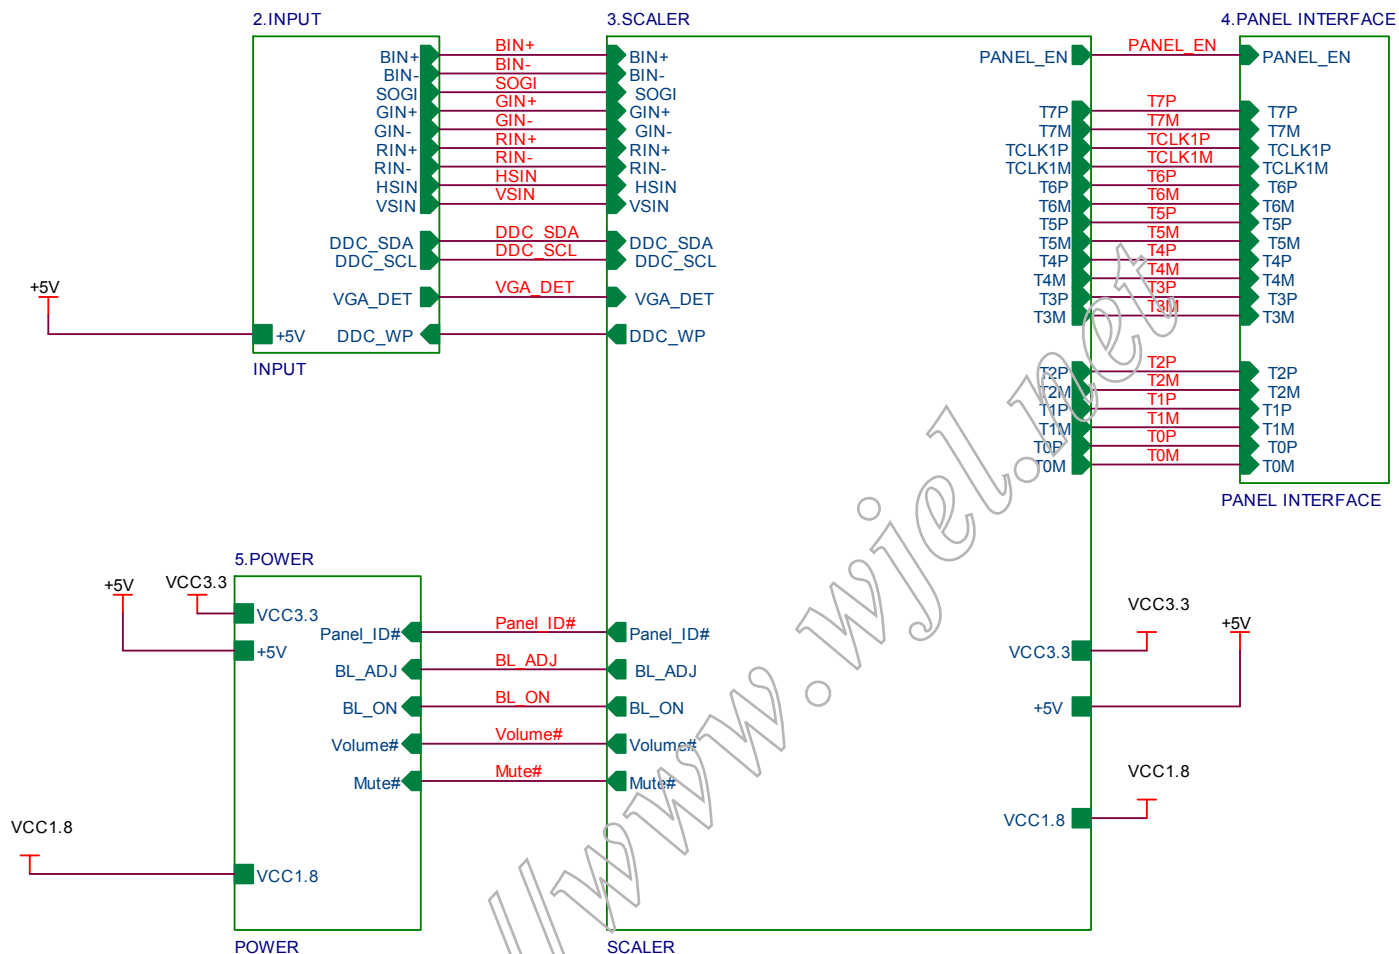 2.INPUT
BIN+
BIN-
SOGI
GIN+
GIN-
RIN+
RIN-
HSIN
VSIN
DDC_SDA
DDC_SCL
VGA_DET
+5V
+5V
DDC_WP
INPUT
BIN+
BIN-
SOGI
GIN+
GIN-
RIN+
RIN-
HSIN
VSIN
DDC_SDA
DDC_SCL
VGA_DET
3.SCALER
BIN+
BIN-
SOGI
GIN+
GIN-
RIN+
RIN-
HSIN
VSIN
DDC_SDA
DDC_SCL
VGA_DET
DDC_WP
PANEL_EN
T7P
T7M
TCLK1P
TCLK1M
T6P
T6M
T5P
T5M
T4P
T4M
T3P
T3M
T2P
T2M
T1P
T1M
T0P
T0M
PANEL_EN
T7P
T7M
TCLK1P
TCLK1M
T6P
T6M
T5P
T5M
T4P
T4M
T3P
T3M
T2P
T2M
T1P
T1M
T0P
T0M
4.PANEL INTERFACE
PANEL_EN
T7P
T7M
TCLK1P
TCLK1M
T6P
T6M
T5P
T5M
T4P
T4M
T3P
T3M
T2P
T2M
T1P
T1M
T0P
T0M
PANEL INTERFACE
5.POWER
+5V
VCC3.3
VCC3.3
+5V
Panel_ID#
BL_ADJ
BL_ON
Volume#
Mute#
VCC1.8
VCC1.8
POWER
Panel_ID#
BL_ADJ
BL_ON
Volume#
Mute#
Panel_ID#
BL_ADJ
BL_ON
Volume#
Mute#
VCC3.3
VCC3.3
+5V
+5V
VCC1.8
VCC1.8
SCALER
//www.wjel.net